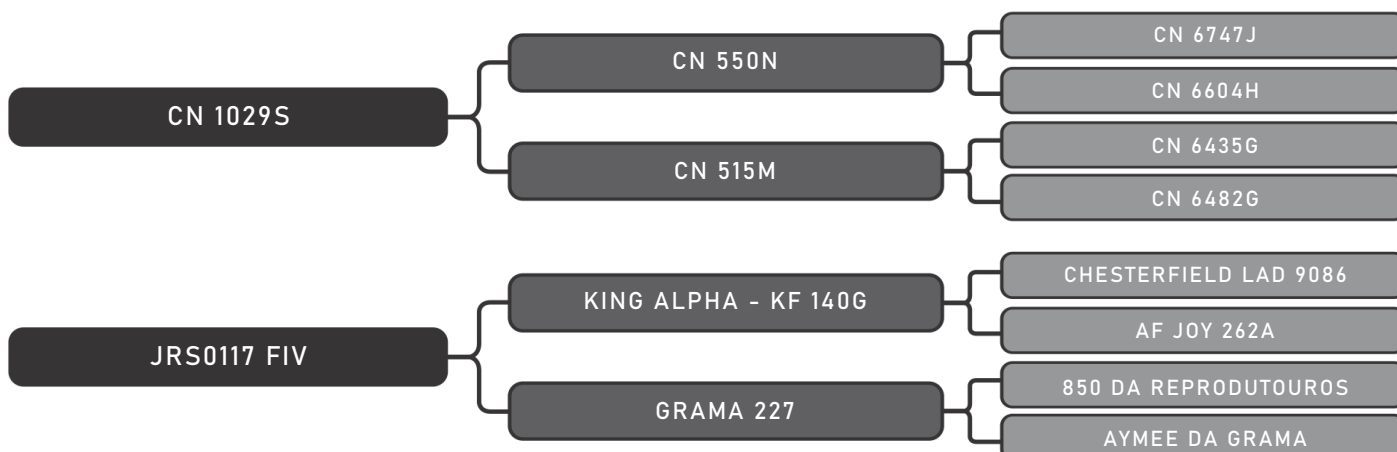 CN 1029S
CN 550N
CN 515M
CN 6747J
CN 6604H
CN 6435G
CN 6482G
JRS0117 FIV
KING ALPHA - KF 140G
GRAMA 227
CHESTERFIELD LAD 9086
AF JOY 262A
850 DA REPRODUTOUROS
AYMEE DA GRAMA